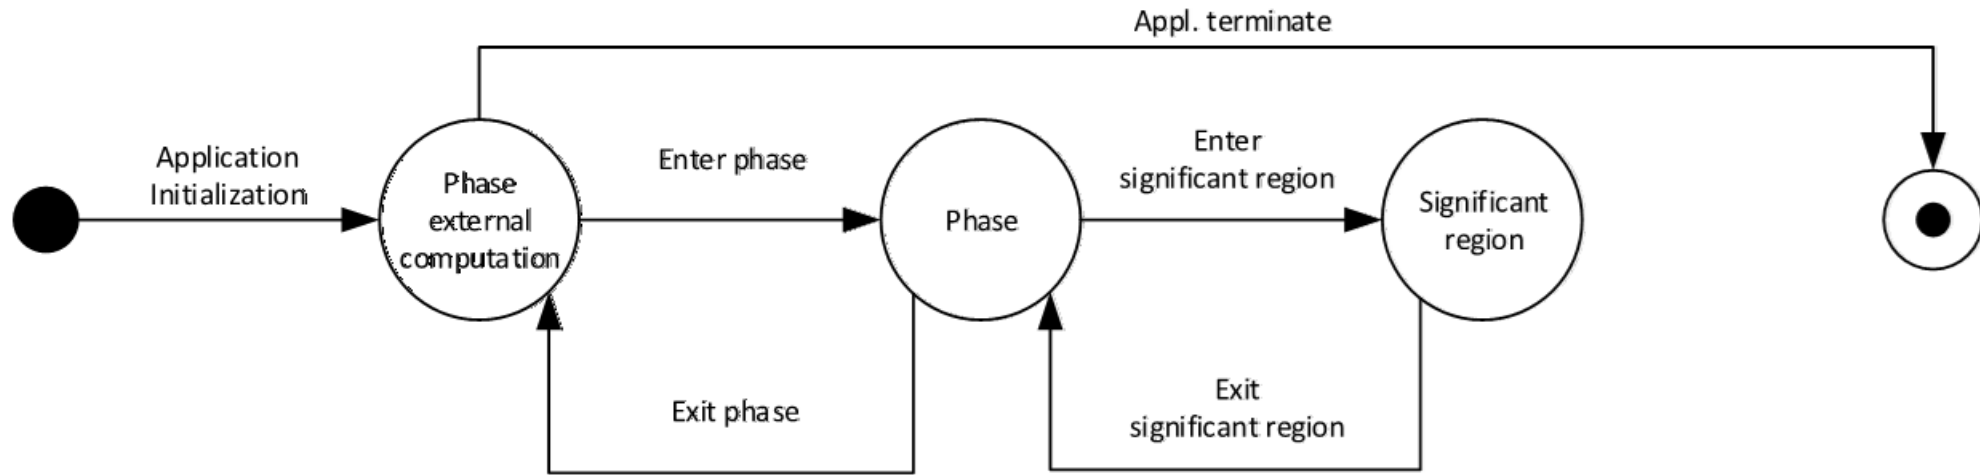 Appl. terminate
Application
Initialization
Enter phase
Enter
significant region
Phase
external
computation
Phase
Significant
region
Exit phase
Exit
significant region